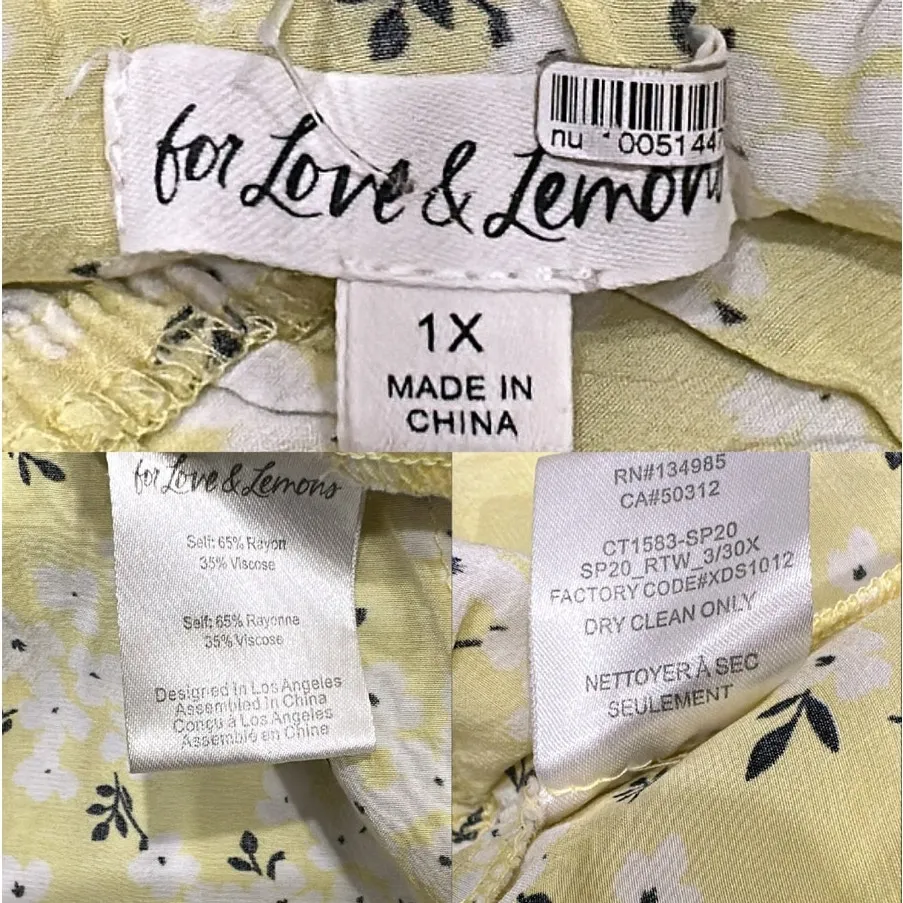 for Love & Lemons
nu 0051447
1X
MADE IN
CHINA
for Love & Lemons
Self: 65% Rayon
35% Viscose
Self: 65% Rayonne
35% Viscose
Designed In Los Angeles
Assembled in China
Conçu à Los Angeles
Assemblé en Chine
RN#134985
CA#50312
CT1583-SP20
SP20_RTW_3/30X
FACTORY CODE#XDS1012
DRY CLEAN ONLY
NETTOYER À SEC
SEULEMENT